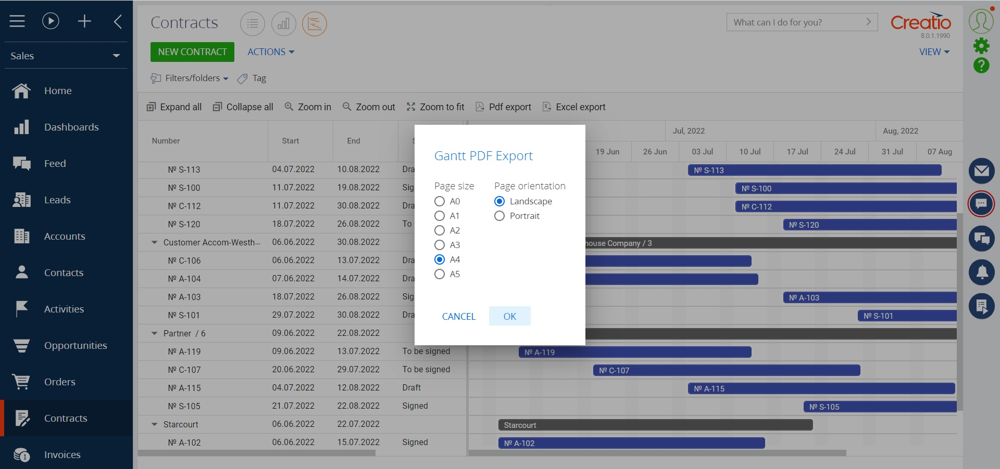 Contracts
What can I do for you?
Creatio
8.0.1.1990
NEW CONTRACT
ACTIONS
VIEW
Sales
Filters/folders
Tag
Home
Dashboards
Feed
Leads
Accounts
Contacts
Activities
Opportunities
Orders
Contracts
Invoices
1
?
Expand all
Collapse all
Zoom in
Zoom out
Zoom to fit
Pdf export
Excel export
Number
Start
End
Jul, 2022
Aug, 2022
19 Jun
26 Jun
03 Jul
10 Jul
17 Jul
24 Jul
31 Jul
07 Aug
№ S-113 04.07.2022 10.08.2022 Dra
№ S-113
№ S-100 11.07.2022 19.08.2022 Sig
№ S-100
№ C-112 11.07.2022 30.08.2022 Dra
№ C-112
№ S-120 18.07.2022 26.08.2022 To
№ S-120
Customer Accom-Westh... 06.06.2022 30.08.2022
house Company / 3
№ C-106 06.06.2022 13.07.2022 Dra
№ A-104 07.06.2022 14.07.2022 Dra
№ A-103 18.07.2022 26.08.2022 Sig
№ A-103
№ S-101 29.07.2022 30.08.2022 Dra
№ S-101
Partner / 6 09.06.2022 22.08.2022
№ A-119 09.06.2022 13.07.2022 To be signed
№ A-119
№ C-107 20.06.2022 29.07.2022 To be signed
№ C-107
№ A-115 04.07.2022 12.08.2022 Draft
№ A-115
№ S-105 21.07.2022 22.08.2022 Signed
№ S-105
Starcourt 06.06.2022 22.07.2022
Starcourt
№ A-102 06.06.2022 15.07.2022 Signed
№ A-102
Gantt PDF Export
Page size
A0
A1
A2
A3
A4
A5
Page orientation
Landscape
Portrait
CANCEL
OK